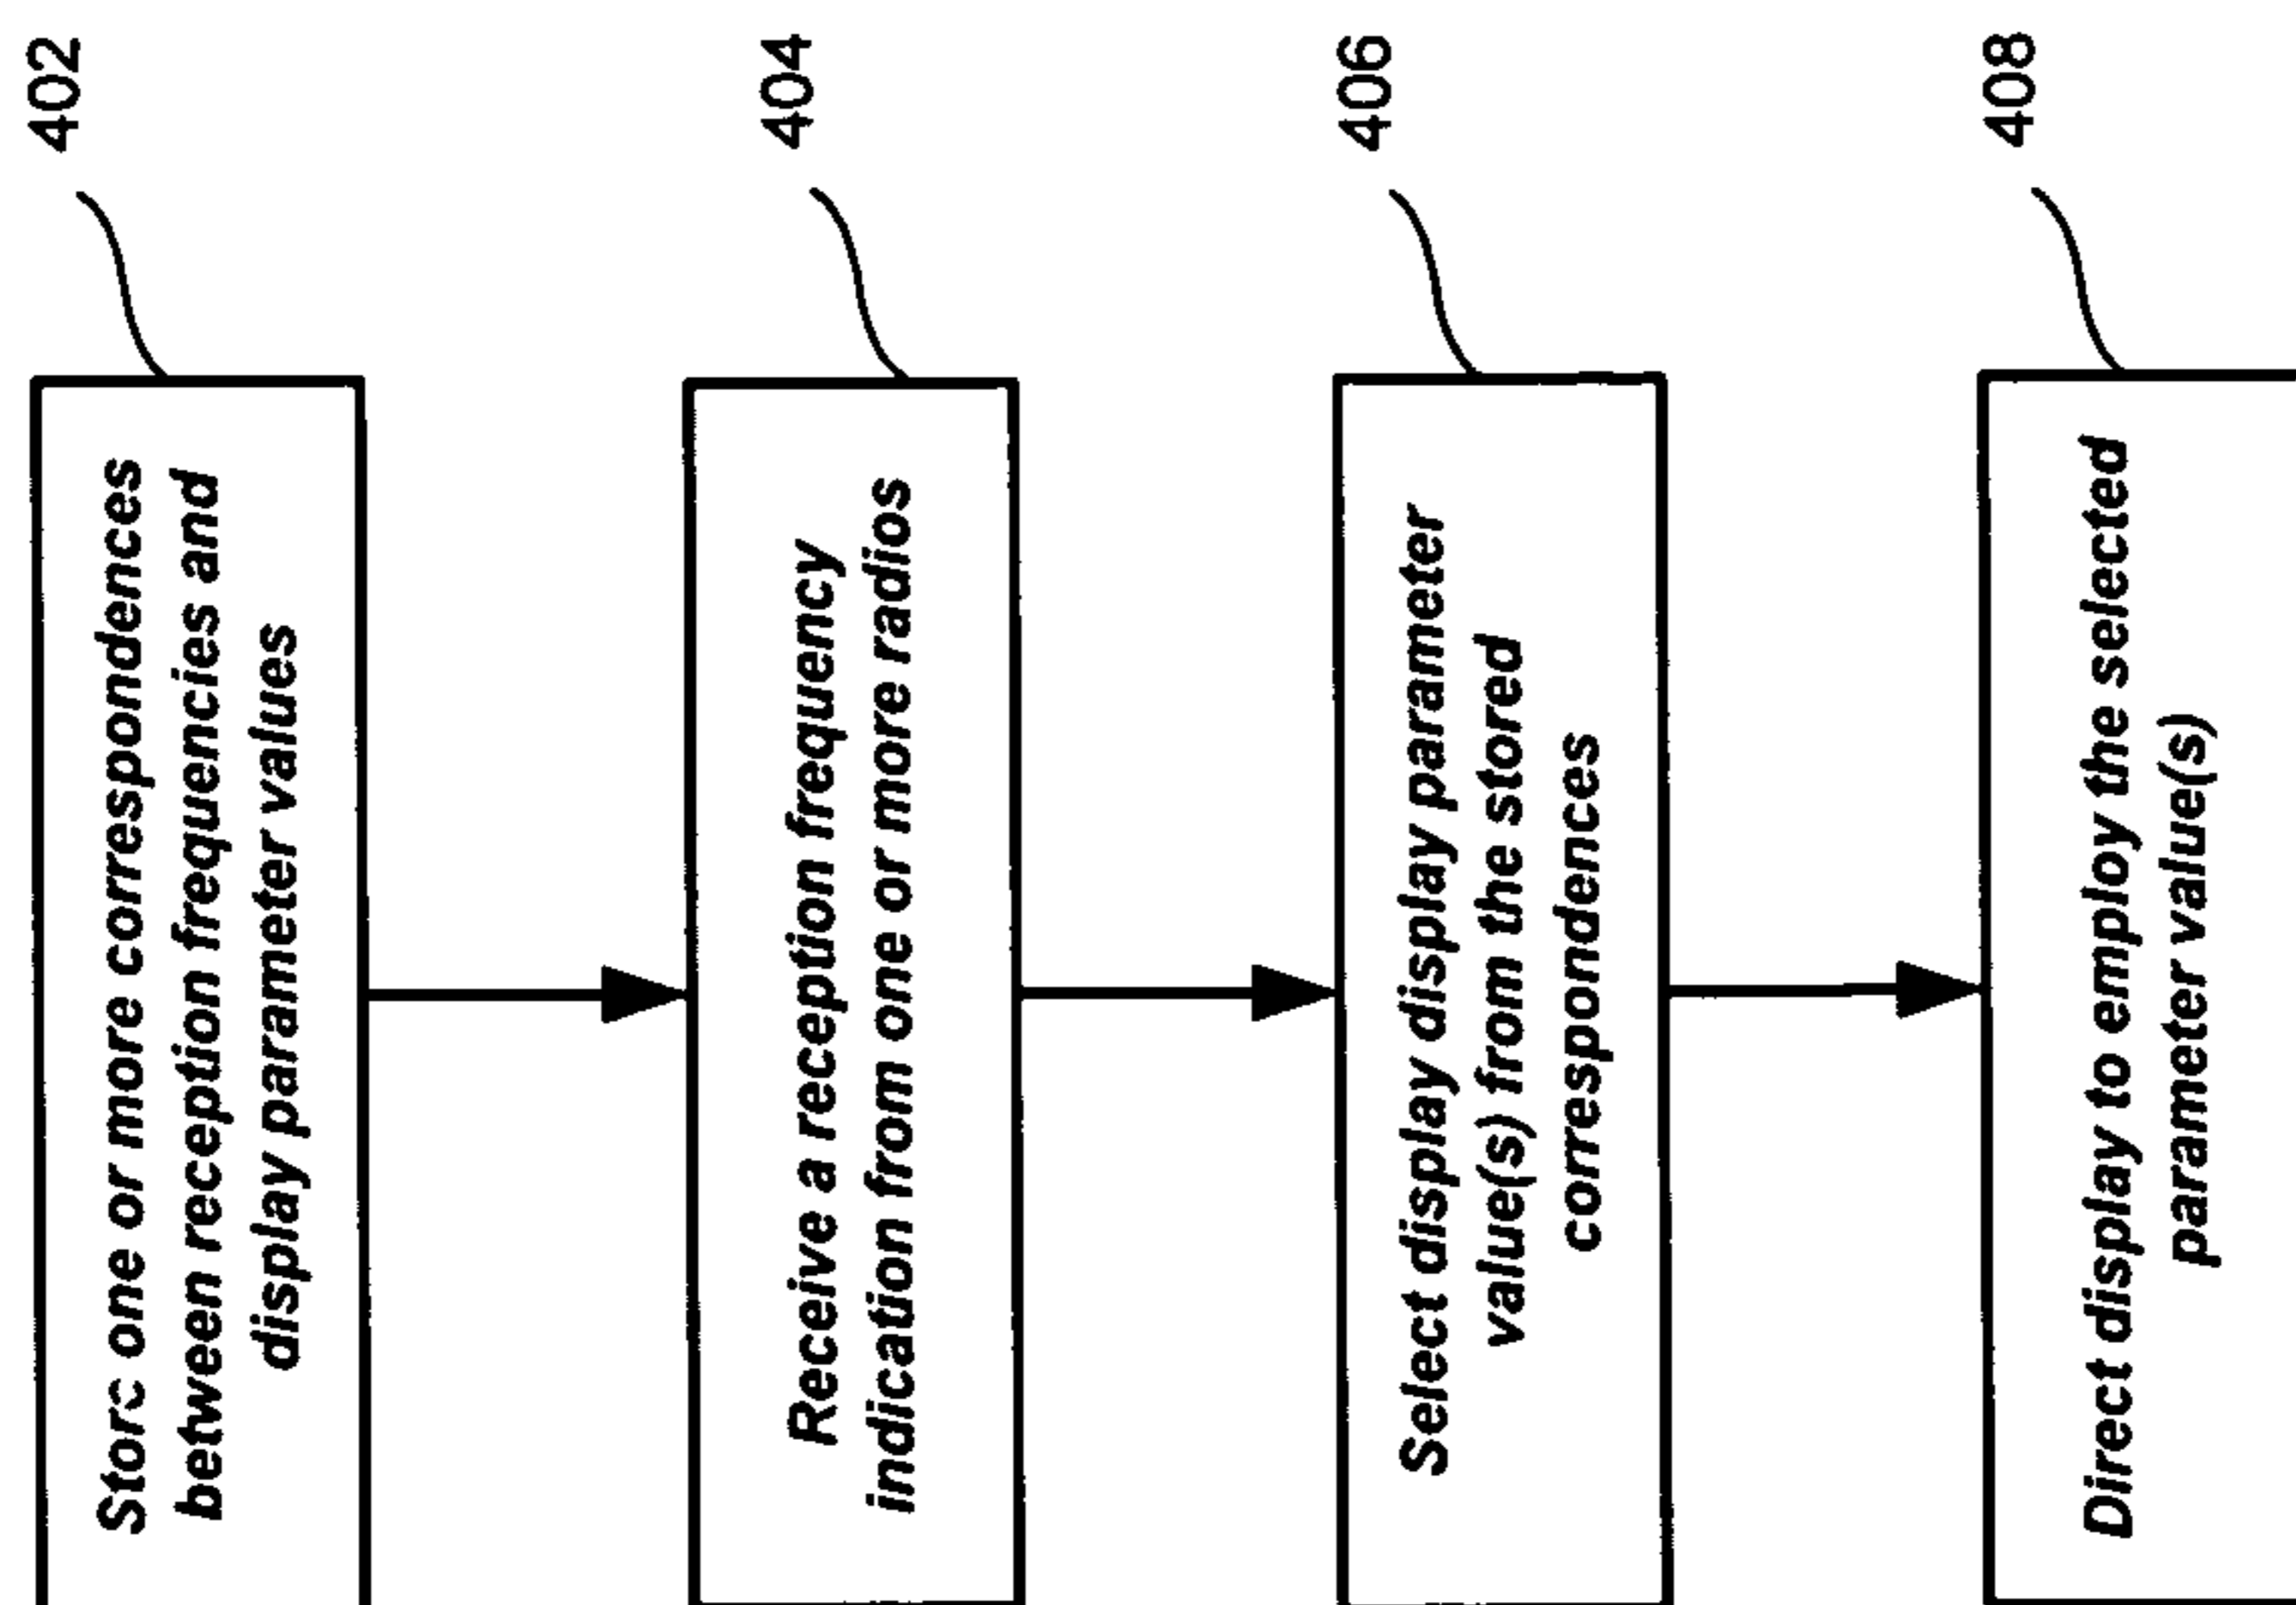 402
Store one or more correspondences
between reception frequencies and
display parameter values
404
Receive a reception frequency
indication from one or more radios
406
Select display display parameter
value(s) from the stored
correspondences
408
Direct display to employ the selected
parameter value(s)